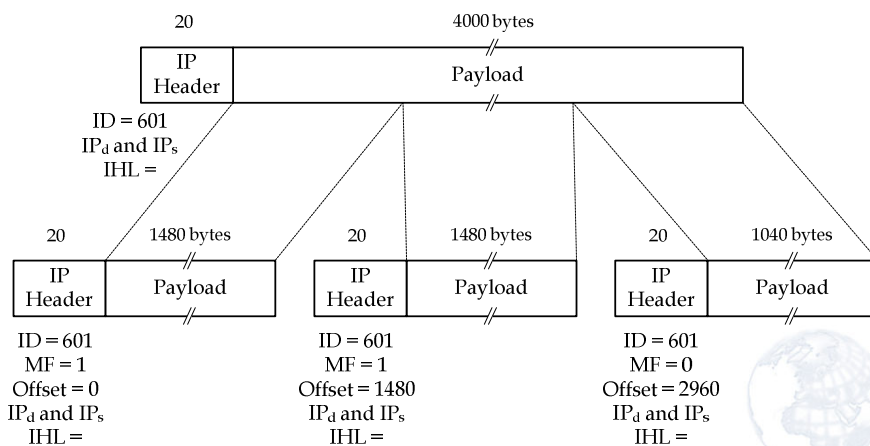 20 4000 bytes
IP
Header
Payload
ID = 601
IPd and IPs
IHL =
20 1480 bytes 20 1480 bytes 20 1040 bytes
IP
Header
Payload
IP
Header
Payload
IP
Header
Payload
ID = 601
MF = 1
Offset = 0
IPd and IPs
IHL =
ID = 601
MF = 1
Offset = 1480
IPd and IPs
IHL =
ID = 601
MF = 0
Offset = 2960
IPd and IPs
IHL =